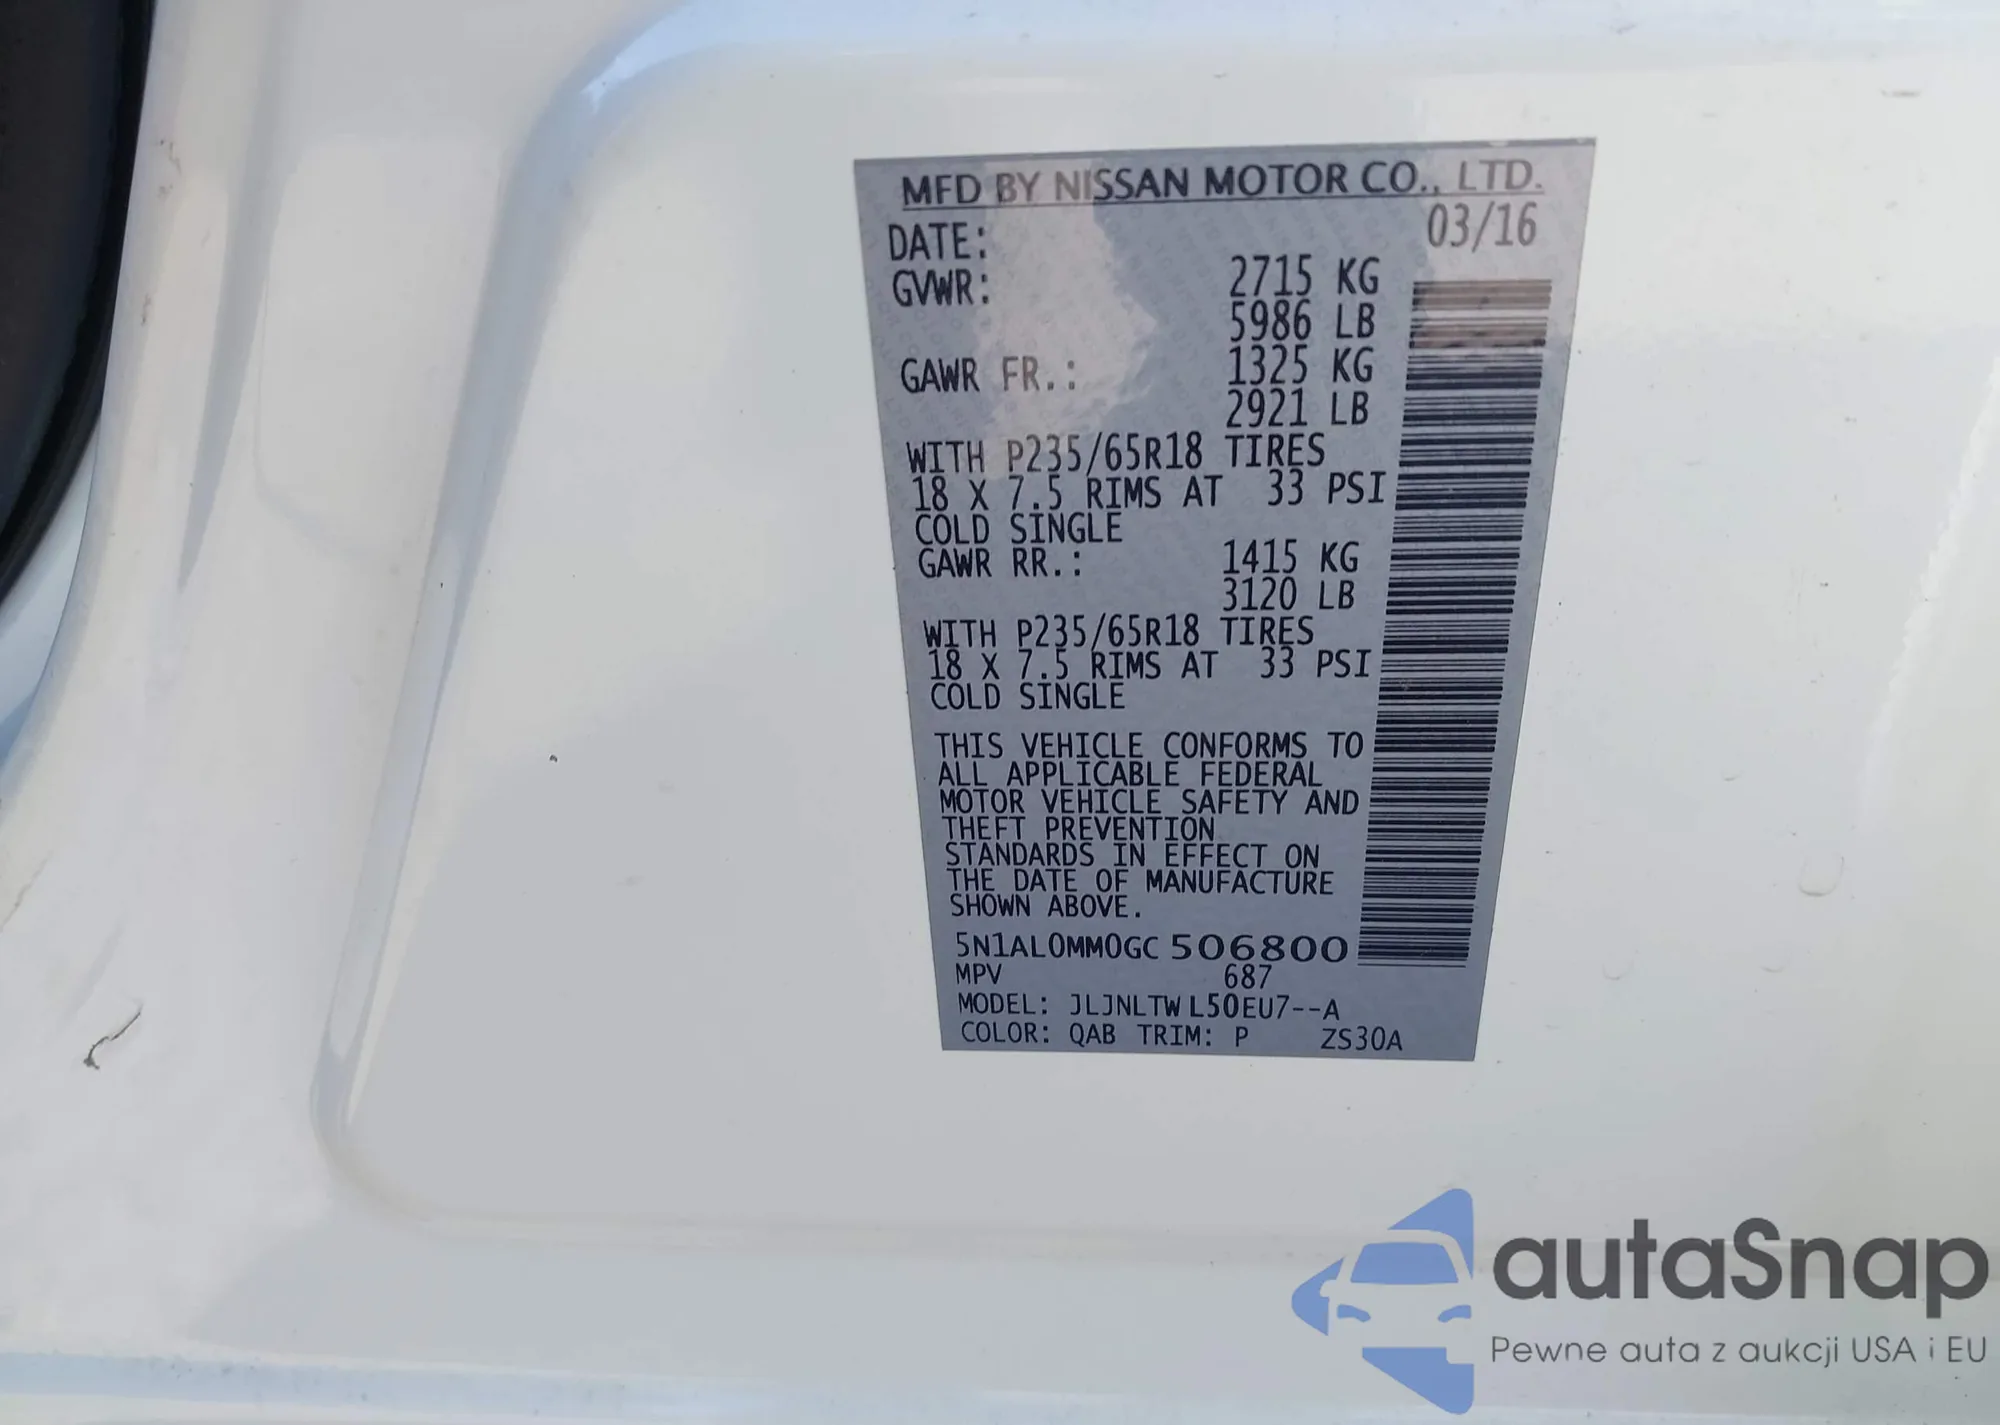 MFD BY NISSAN MOTOR CO., LTD.
DATE: 03/16
GVWR: 2715 KG
5986 LB
GAWR FR.: 1325 KG
2921 LB
WITH P235/65R18 TIRES
18 X 7.5 RIMS AT 33 PSI
COLD SINGLE
GAWR RR.: 1415 KG
3120 LB
WITH P235/65R18 TIRES
18 X 7.5 RIMS AT 33 PSI
COLD SINGLE
THIS VEHICLE CONFORMS TO
ALL APPLICABLE FEDERAL
MOTOR VEHICLE SAFETY AND
THEFT PREVENTION
STANDARDS IN EFFECT ON
THE DATE OF MANUFACTURE
SHOWN ABOVE.
5N1AL0MM0GC 506800
MPV 687
MODEL: JLJNLTW L50EU7--A
COLOR: QAB TRIM: P ZS30A
autaSnap
Pewne auta z aukcji USA i EU